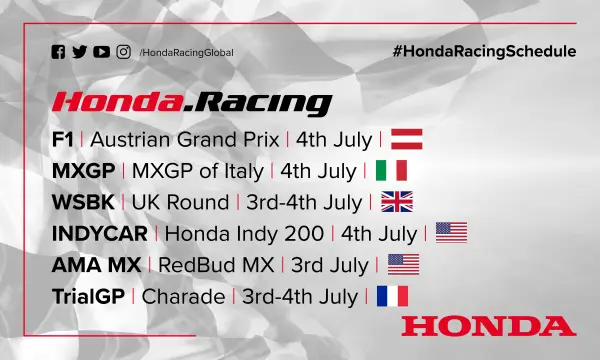 /HondaRacingGlobal
#HondaRacingSchedule
Honda.Racing
F1 | Austrian Grand Prix | 4th July |
MXGP | MXGP of Italy | 4th July |
WSBK | UK Round | 3rd-4th July |
INDYCAR | Honda Indy 200 | 4th July |
AMA MX | RedBud MX | 3rd July |
TrialGP | Charade | 3rd-4th July |
HONDA